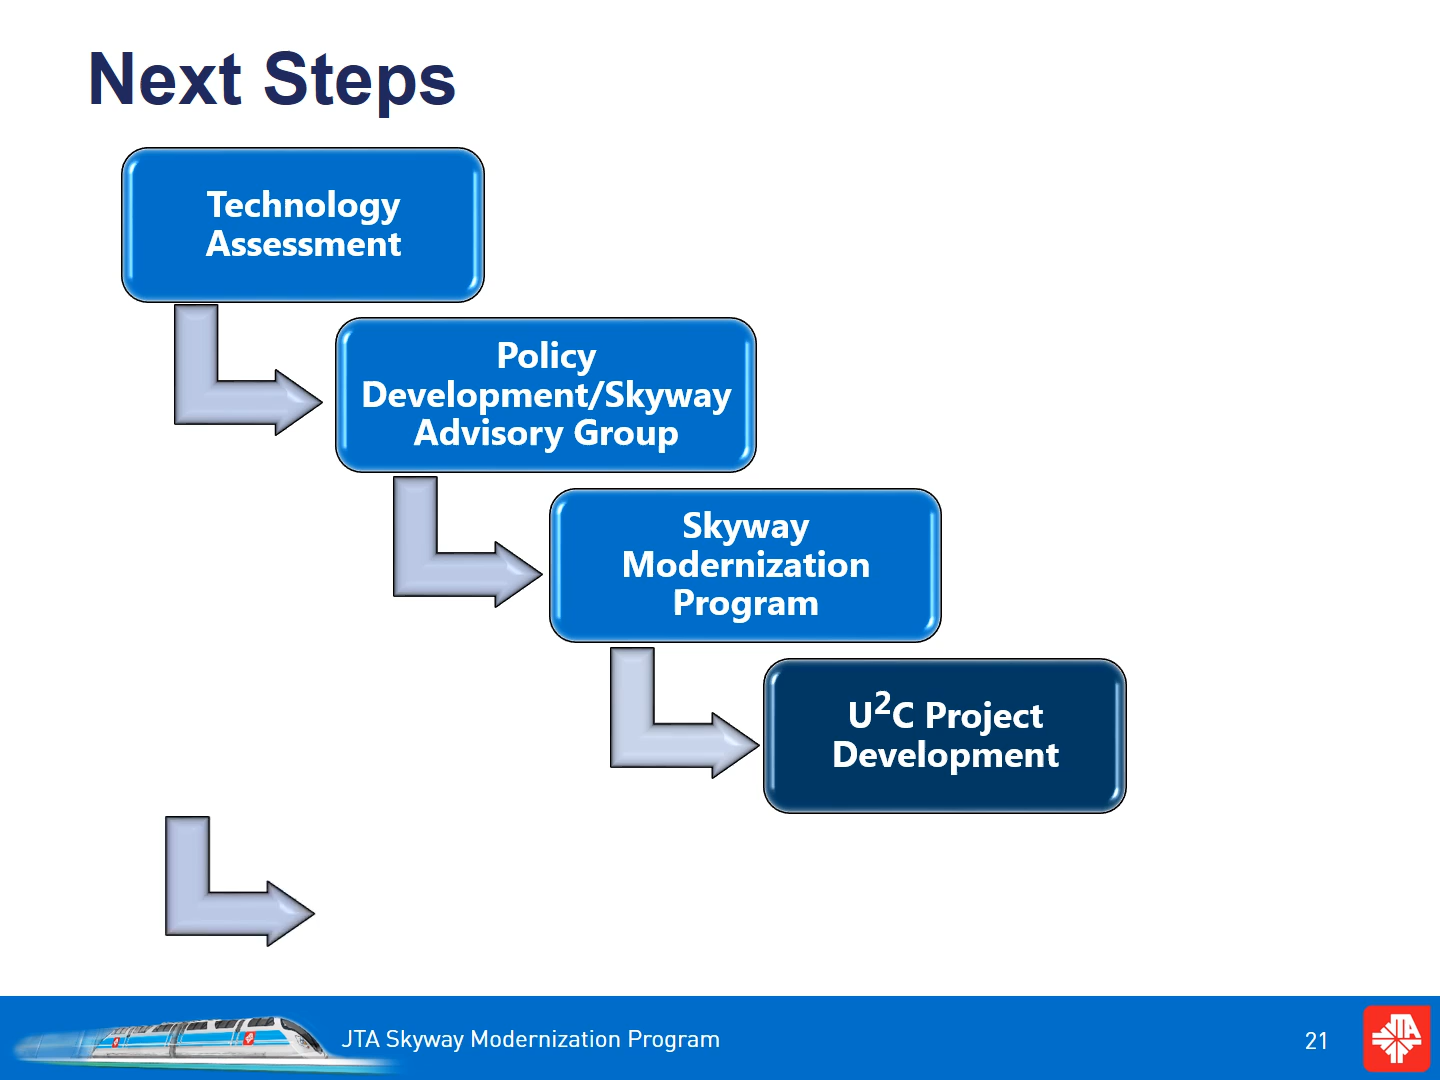 Next Steps
Technology
Assessment
Policy
Development/Skyway
Advisory Group
Skyway
Modernization
Program
U²C Project
Development
JTA Skyway Modernization Program
21
JTA